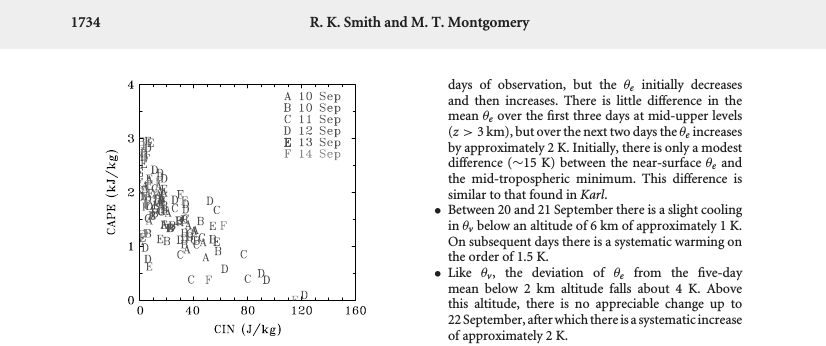 1734
R. K. Smith and M. T. Montgomery
4
3
2
1
0
CAPE (kJ/kg)
A 10 Sep
B 10 Sep
C 11 Sep
D 12 Sep
E 13 Sep
F 14 Sep
0 40 80 120 160
CIN (J/kg)
days of observation, but the θe initially decreases
and then increases. There is little difference in the
mean θe over the first three days at mid-upper levels
(z > 3 km), but over the next two days the θe increases
by approximately 2 K. Initially, there is only a modest
difference (∼15 K) between the near-surface θe and
the mid-tropospheric minimum. This difference is
similar to that found in Karl.
• Between 20 and 21 September there is a slight cooling
in θv below an altitude of 6 km of approximately 1 K.
On subsequent days there is a systematic warming on
the order of 1.5 K.
• Like θv, the deviation of θe from the five-day
mean below 2 km altitude falls about 4 K. Above
this altitude, there is no appreciable change up to
22 September, after which there is a systematic increase
of approximately 2 K.